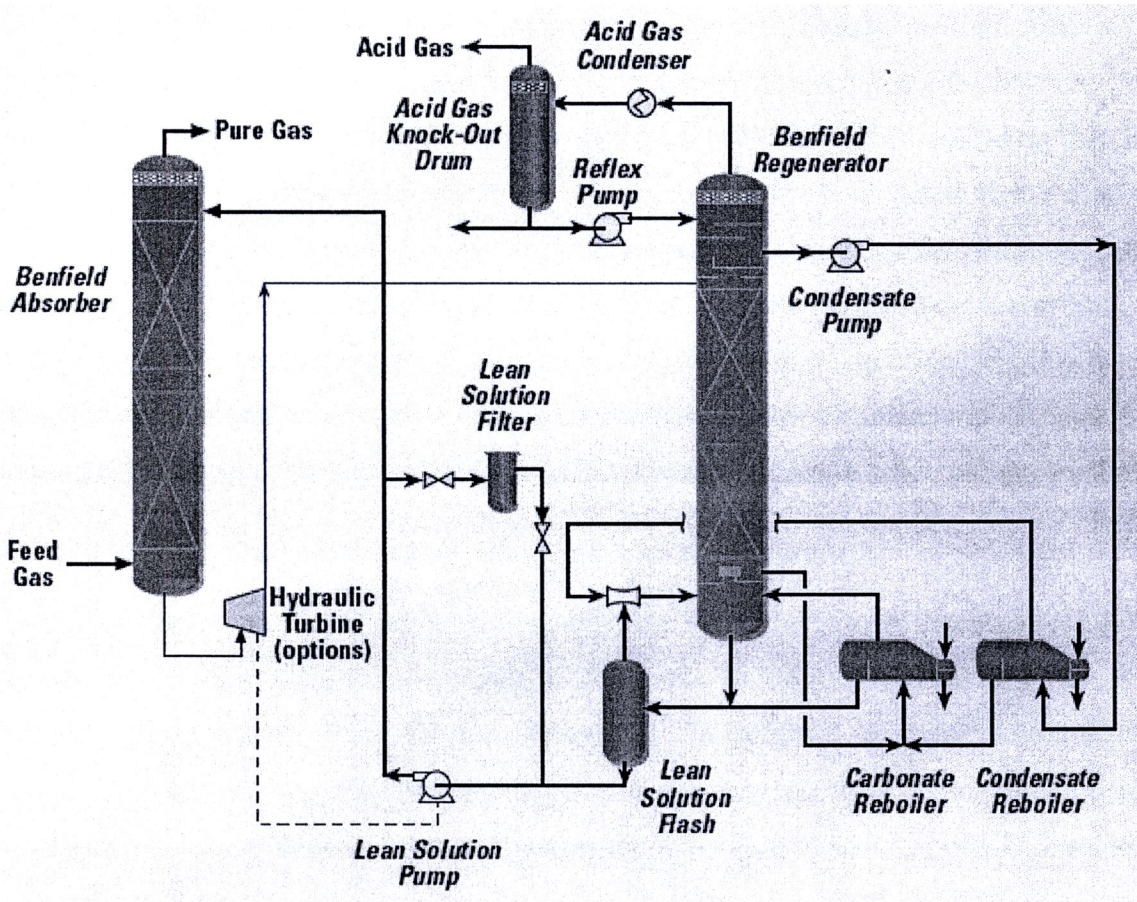 Acid Gas
Acid Gas
Condenser
Pure Gas
Acid Gas
Knock-Out
Drum
Benfield
Regenerator
Reflex
Pump
Benfield
Absorber
Condensate
Pump
Lean
Solution
Filter
Feed
Gas
Hydraulic
Turbine
(options)
Lean
Solution
Flash
Carbonate
Reboiler
Condensate
Reboiler
Lean Solution
Pump